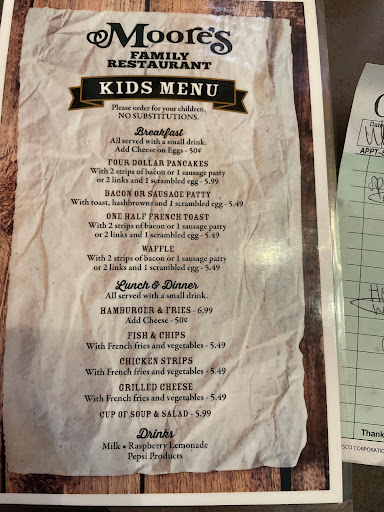 Moore's
FAMILY
RESTAURANT
KIDS MENU
Please order for your children.
NO SUBSTITUTIONS.
Breakfast
All served with a small drink.
Add Cheese on Eggs - 50¢
FOUR DOLLAR PANCAKES
With 2 strips of bacon or 1 sausage patty
or 2 links and 1 scrambled egg - 5.99
BACON OR SAUSAGE PATTY
With toast, hashbrowns and 1 scrambled egg - 5.49
ONE HALF FRENCH TOAST
With 2 strips of bacon or 1 sausage patty
or 2 links and 1 scrambled egg - 5.49
WAFFLE
With 2 strips of bacon or 1 sausage patty
or 2 links and 1 scrambled egg - 5.49
Lunch & Dinner
All served with a small drink.
HAMBURGER & FRIES - 6.99
Add Cheese - 50¢
FISH & CHIPS
With French fries and vegetables - 5.49
CHICKEN STRIPS
With French fries and vegetables - 5.49
GRILLED CHEESE
With French fries and vegetables - 5.49
CUP OF SOUP & SALAD - 5.99
Drinks
Milk • Raspberry Lemonade
Pepsi Products
Date
APPT-
Thank
ESCO CORPORATIO